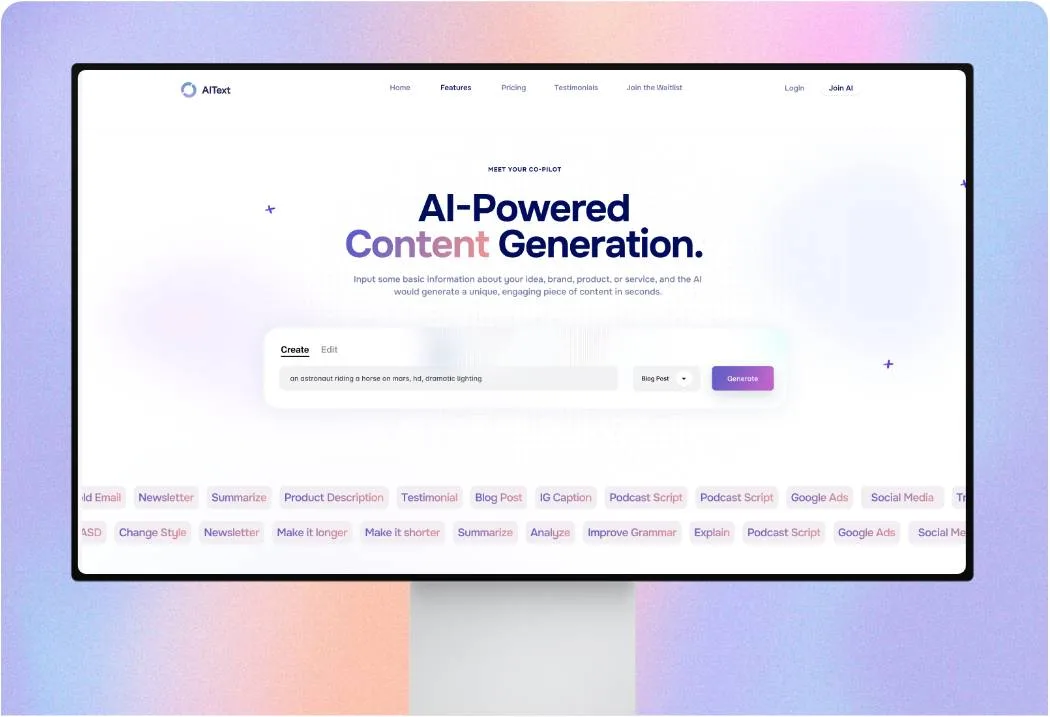 AIText
Home Features Pricing Testimonials Join the Waitlist Login Join AI
MEET YOUR CO-PILOT
AI-Powered
Content Generation.
Input some basic information about your idea, brand, product, or service, and the AI
would generate a unique, engaging piece of content in seconds.
Create Edit
an astronaut riding a horse on mars, hd, dramatic lighting Blog Post Generate
ld Email Newsletter Summarize Product Description Testimonial Blog Post IG Caption Podcast Script Podcast Script Google Ads Social Media Tr
ASD Change Style Newsletter Make it longer Make it shorter Summarize Analyze Improve Grammar Explain Podcast Script Google Ads Social Me